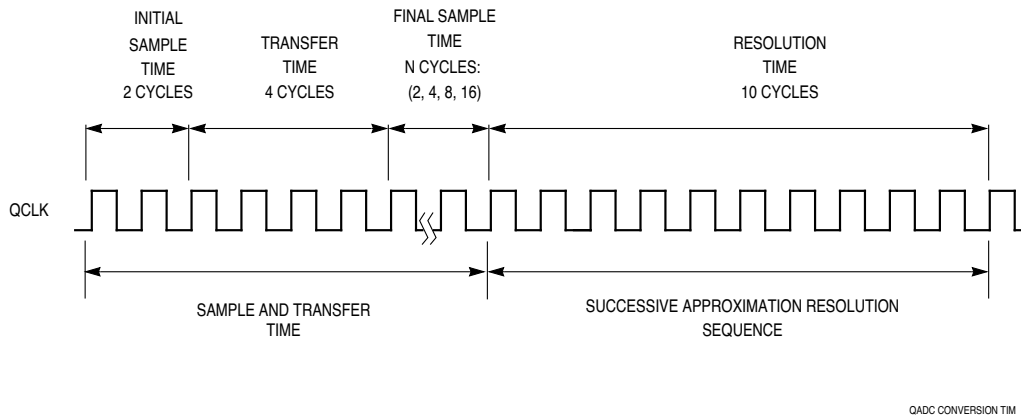 INITIAL
SAMPLE
TIME
2 CYCLES
TRANSFER
TIME
4 CYCLES
FINAL SAMPLE
TIME
N CYCLES:
(2, 4, 8, 16)
RESOLUTION
TIME
10 CYCLES
QCLK
SAMPLE AND TRANSFER
TIME
SUCCESSIVE APPROXIMATION RESOLUTION
SEQUENCE
QADC CONVERSION TIM